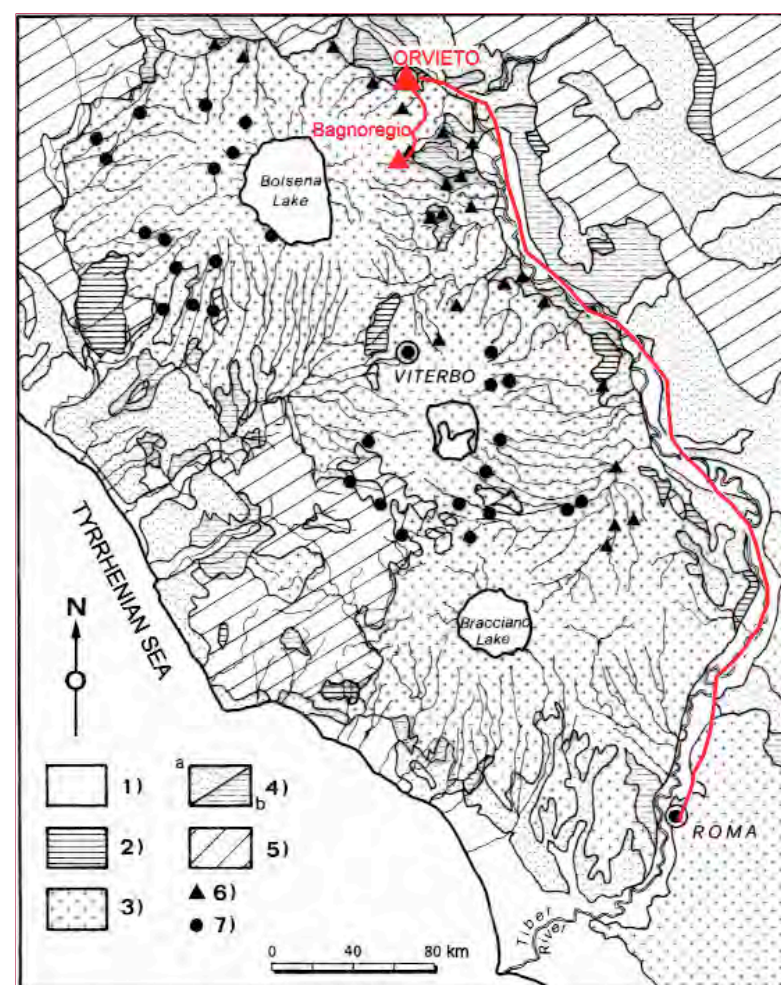 ORVIETO
Bagnoregio
Bolsena
Lake
VITERBO
TYRRHENIAN SEA
Bracciano
Lake
N
a
1)
4)
b
2)
5)
3)
6)
7)
ROMA
Tiber
River
0 40 80 km